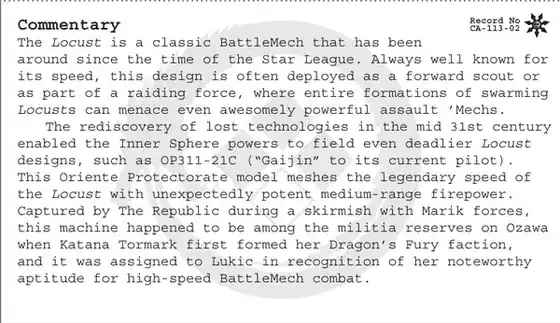 Commentary
Record No
CA-113-02
The Locust is a classic BattleMech that has been
around since the time of the Star League. Always well known for
its speed, this design is often deployed as a forward scout or
as part of a raiding force, where entire formations of swarming
Locusts can menace even awesomely powerful assault ‘Mechs.
The rediscovery of lost technologies in the mid 31st century
enabled the Inner Sphere powers to field even deadlier Locust
designs, such as OP311-21C (“Gaijin” to its current pilot).
This Oriente Protectorate model meshes the legendary speed of
the Locust with unexpectedly potent medium-range firepower.
Captured by The Republic during a skirmish with Marik forces,
this machine happened to be among the militia reserves on Ozawa
when Katana Tormark first formed her Dragon’s Fury faction,
and it was assigned to Lukic in recognition of her noteworthy
aptitude for high-speed BattleMech combat.